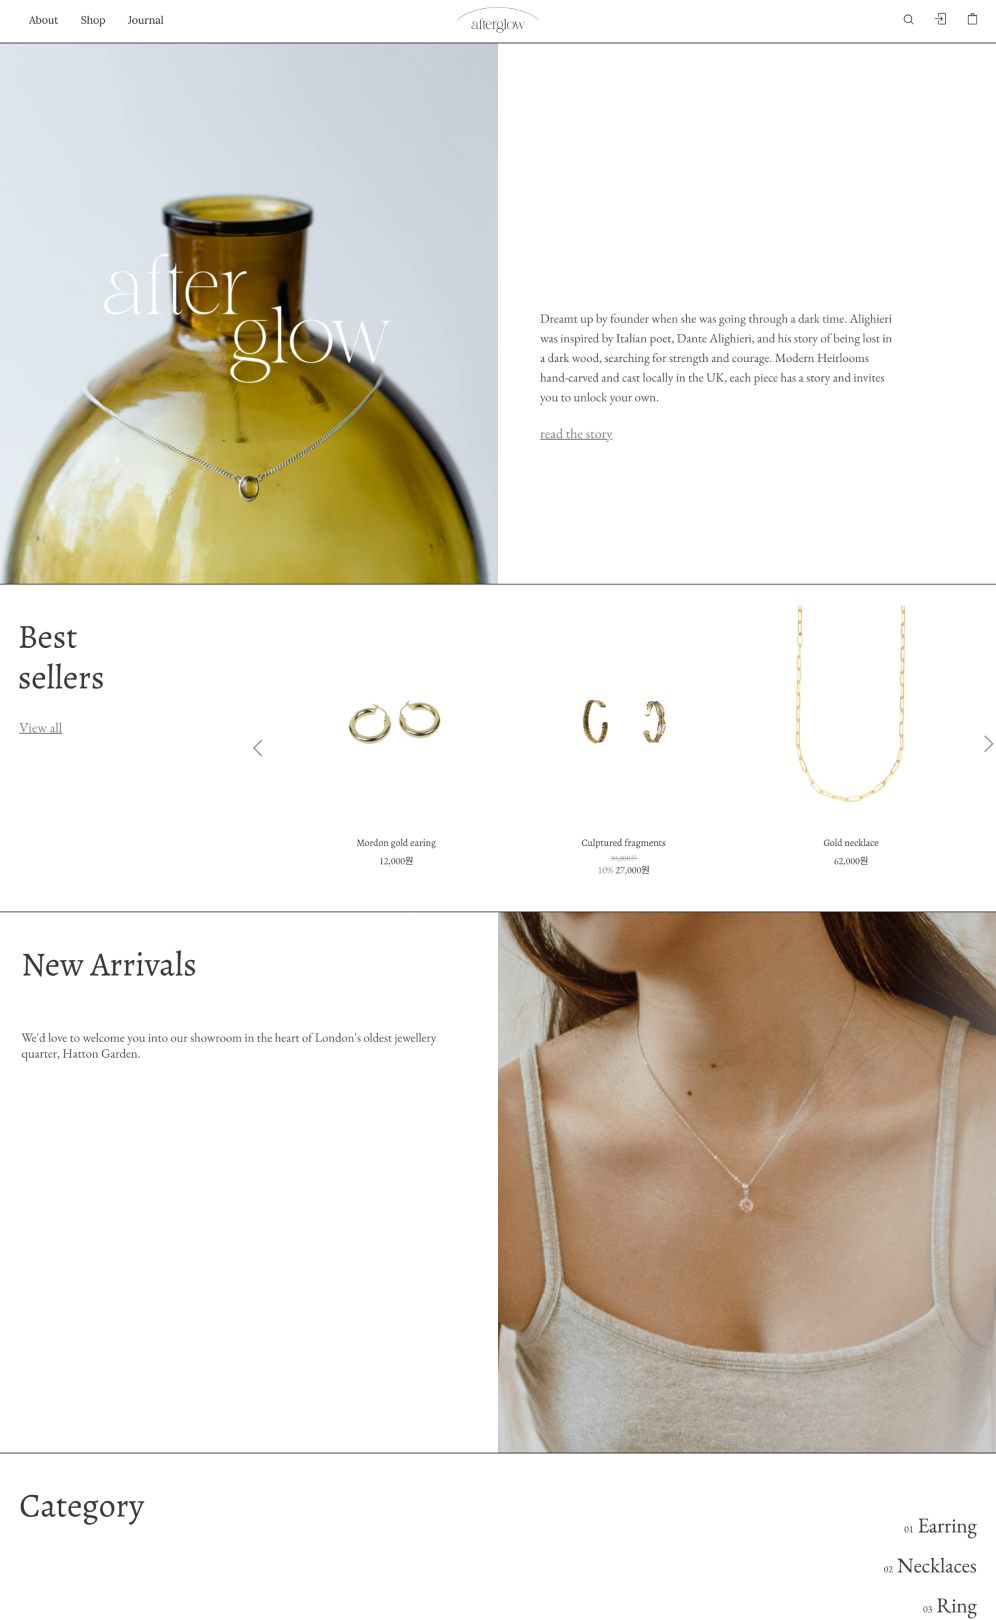 About Shop Journal
afterglow
after
glow
Dreamt up by founder when she was going through a dark time. Alighieri
was inspired by Italian poet, Dante Alighieri, and his story of being lost in
a dark wood, searching for strength and courage. Modern Heirlooms
hand-carved and cast locally in the UK, each piece has a story and invites
you to unlock your own.
read the story
Best
sellers
View all
Mordon gold earing
12,000원
Culptured fragments
30,000원
10% 27,000원
Gold necklace
62,000원
New Arrivals
We'd love to welcome you into our showroom in the heart of London's oldest jewellery
quarter, Hatton Garden.
Category
01 Earring
02 Necklaces
03 Ring